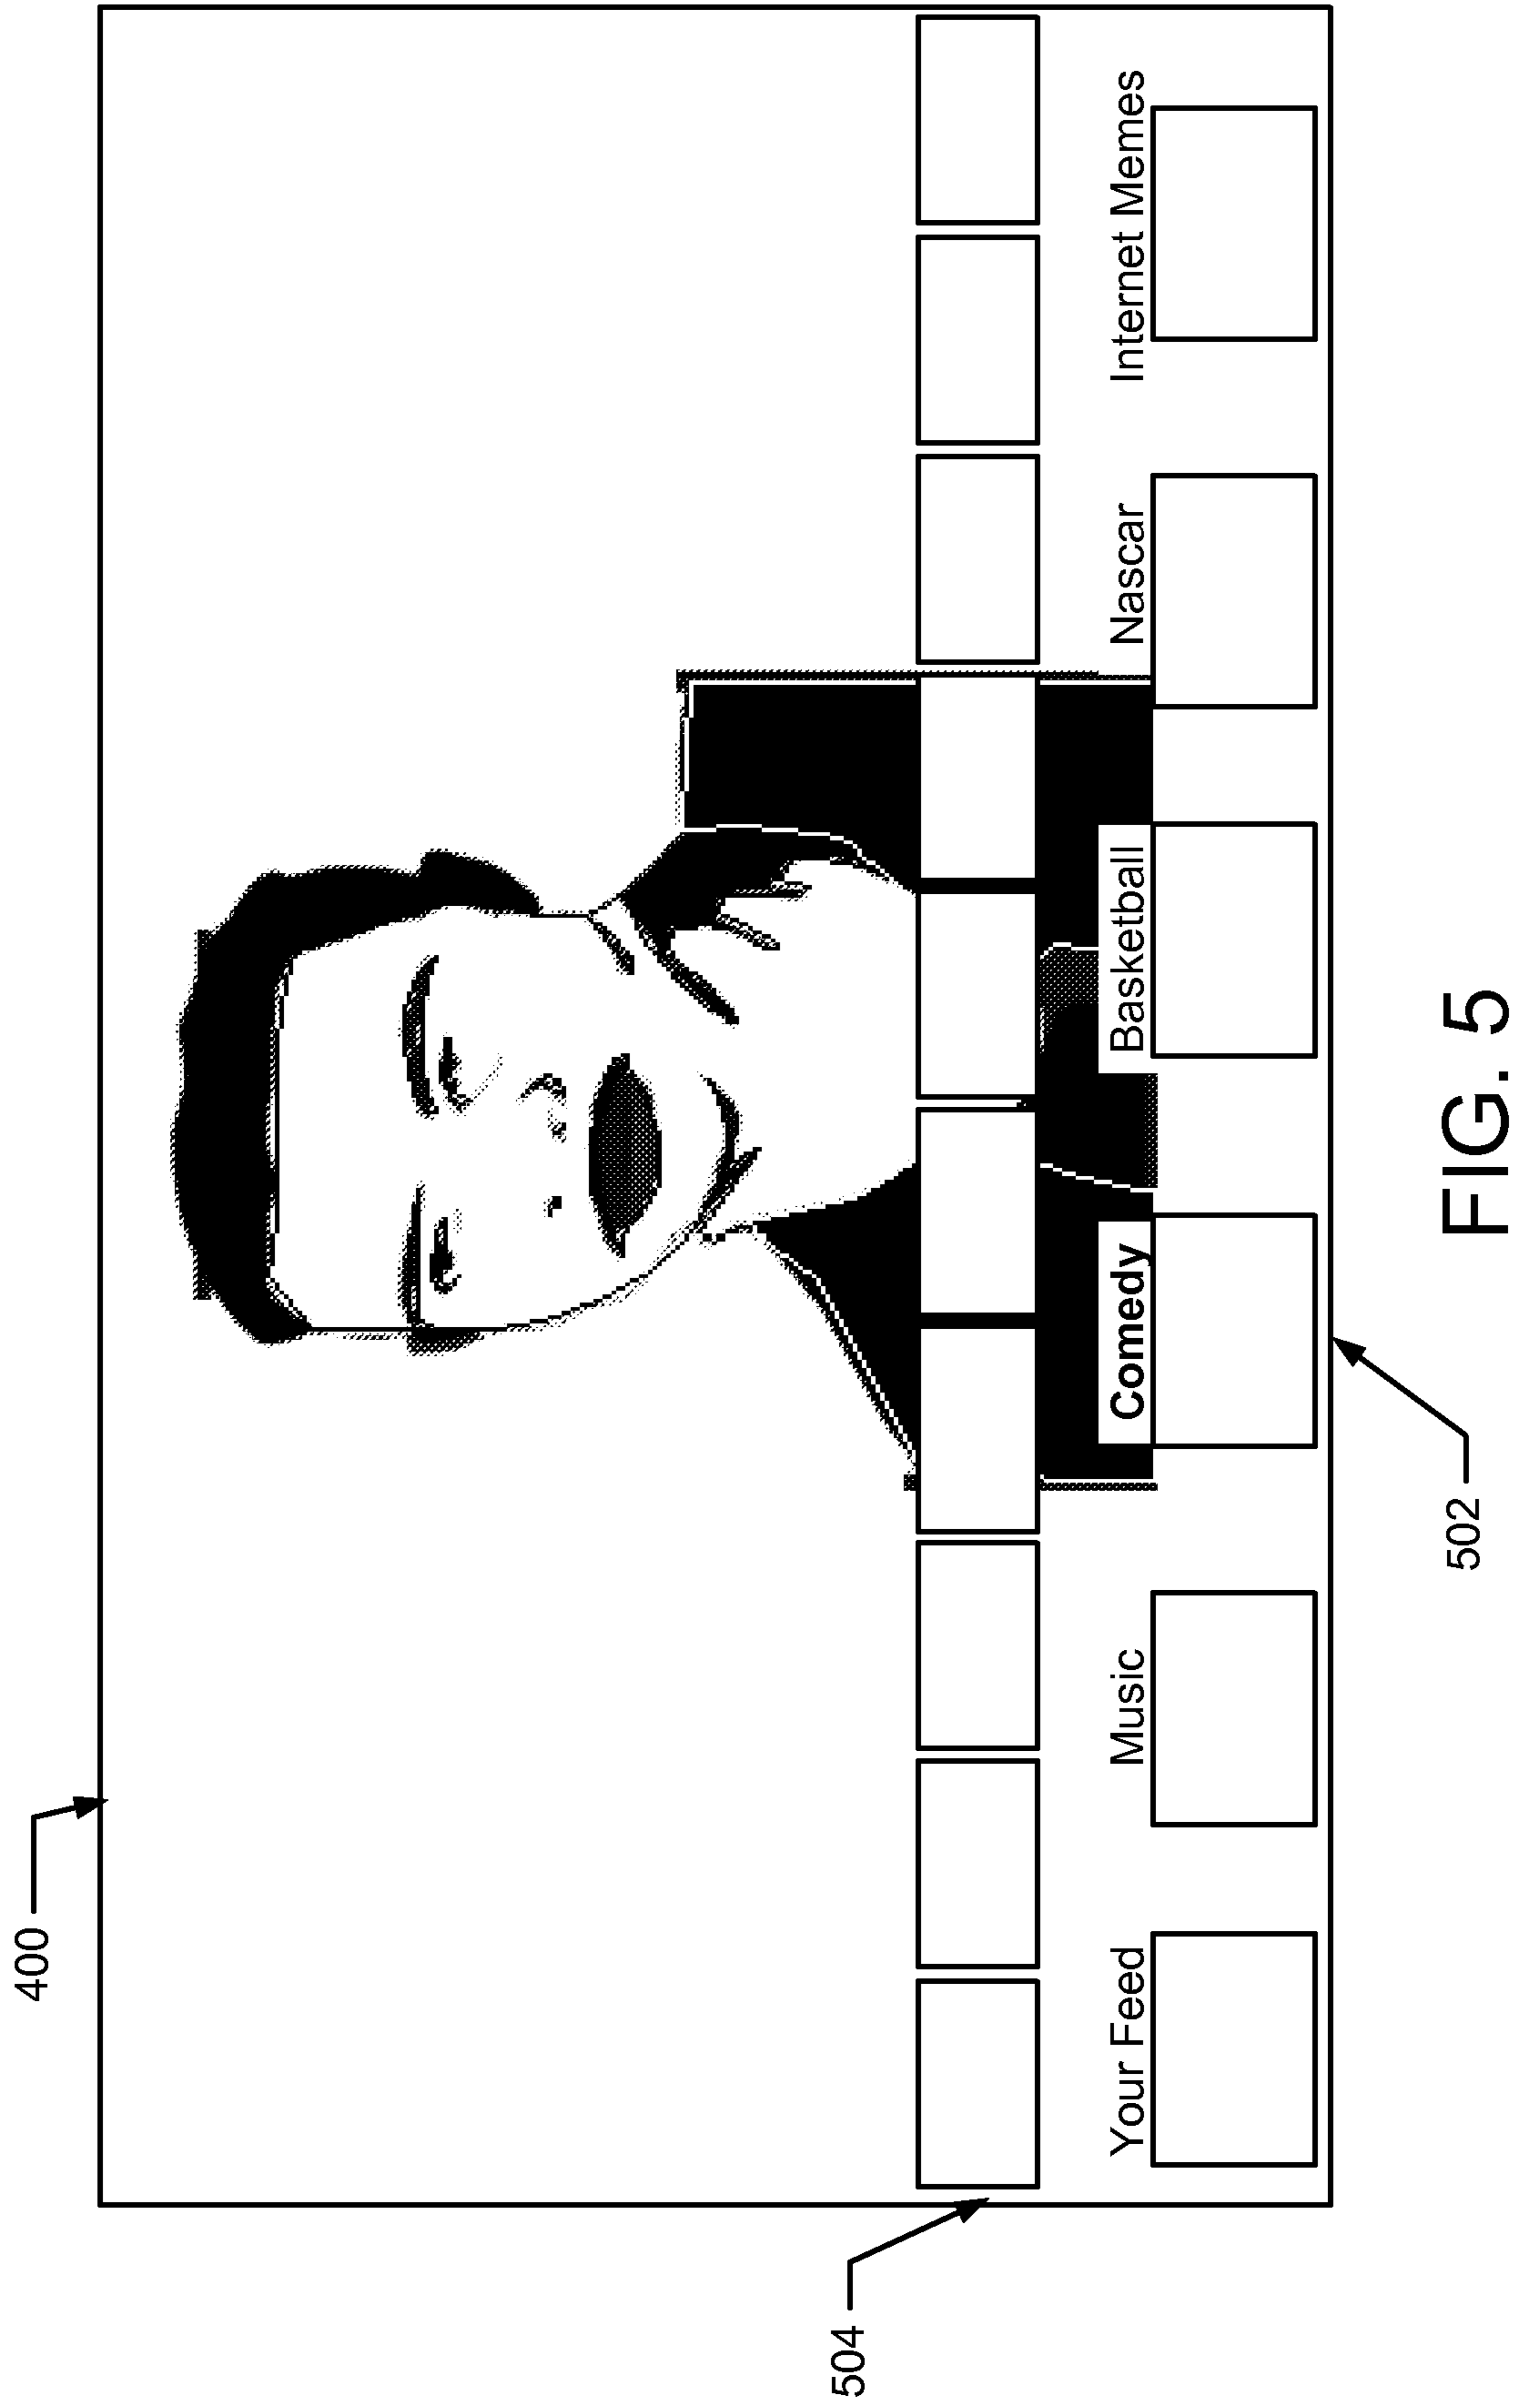 400
504
Your Feed
Music
Comedy
Basketball
Nascar
Internet Memes
502
FIG. 5